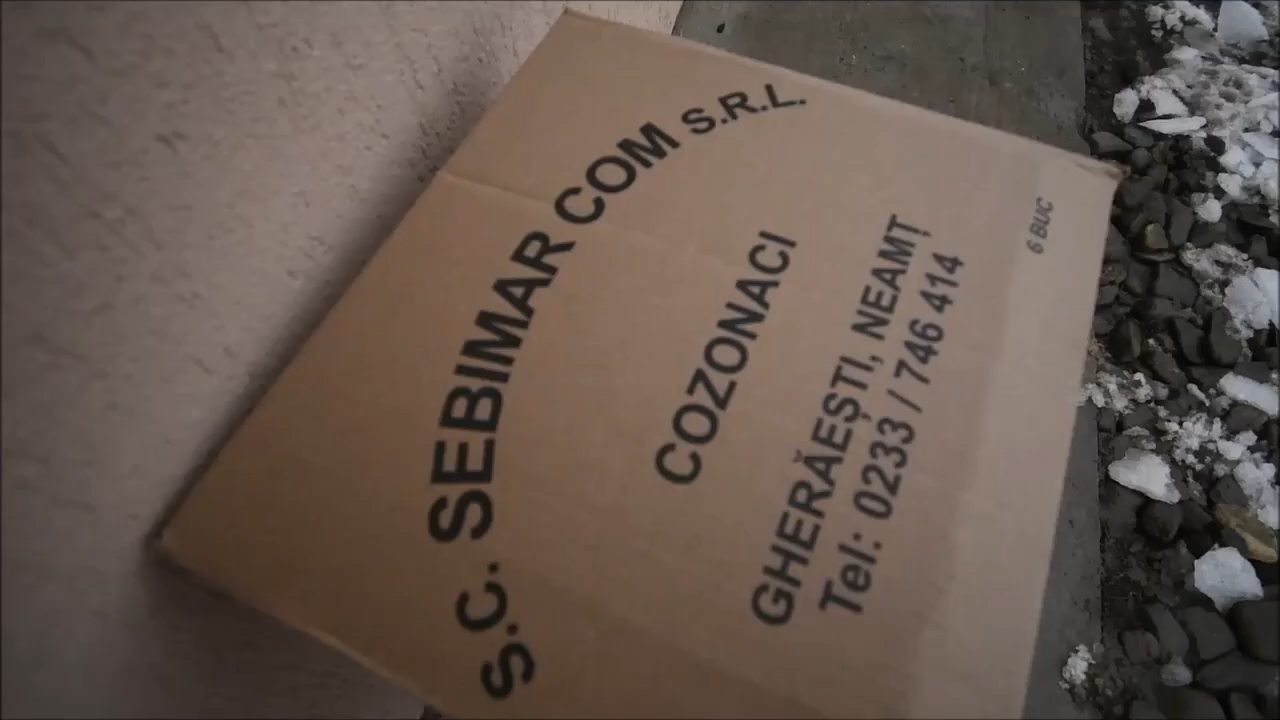 S.C. SEBIMAR COM S.R.L.
COZONACI
GHERĂEȘTI, NEAMȚ
Tel: 0233 / 746 414
6 BUC